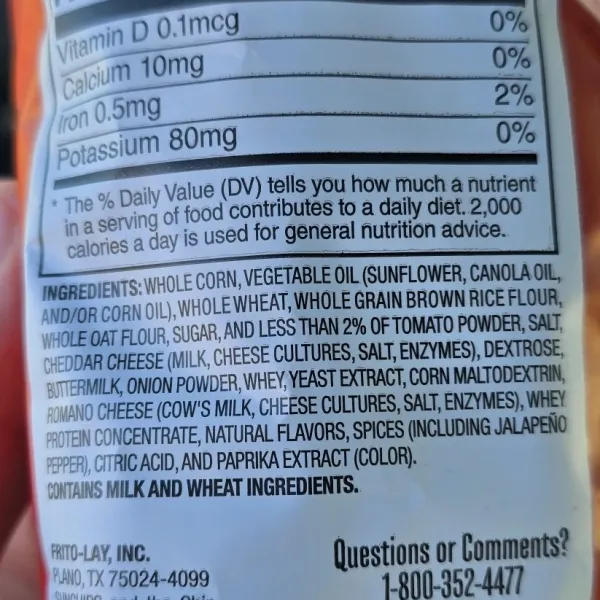 Vitamin D 0.1mcg 0%
Calcium 10mg 0%
Iron 0.5mg 2%
Potassium 80mg 0%
* The % Daily Value (DV) tells you how much a nutrient
in a serving of food contributes to a daily diet. 2,000
calories a day is used for general nutrition advice.
INGREDIENTS: WHOLE CORN, VEGETABLE OIL (SUNFLOWER, CANOLA OIL,
AND/OR CORN OIL), WHOLE WHEAT, WHOLE GRAIN BROWN RICE FLOUR,
WHOLE OAT FLOUR, SUGAR, AND LESS THAN 2% OF TOMATO POWDER, SALT,
CHEDDAR CHEESE (MILK, CHEESE CULTURES, SALT, ENZYMES), DEXTROSE,
BUTTERMILK, ONION POWDER, WHEY, YEAST EXTRACT, CORN MALTODEXTRIN,
ROMANO CHEESE (COW'S MILK, CHEESE CULTURES, SALT, ENZYMES), WHEY
PROTEIN CONCENTRATE, NATURAL FLAVORS, SPICES (INCLUDING JALAPEÑO
PEPPER), CITRIC ACID, AND PAPRIKA EXTRACT (COLOR).
CONTAINS MILK AND WHEAT INGREDIENTS.
FRITO-LAY, INC.
PLANO, TX 75024-4099
Questions or Comments?
1-800-352-4477